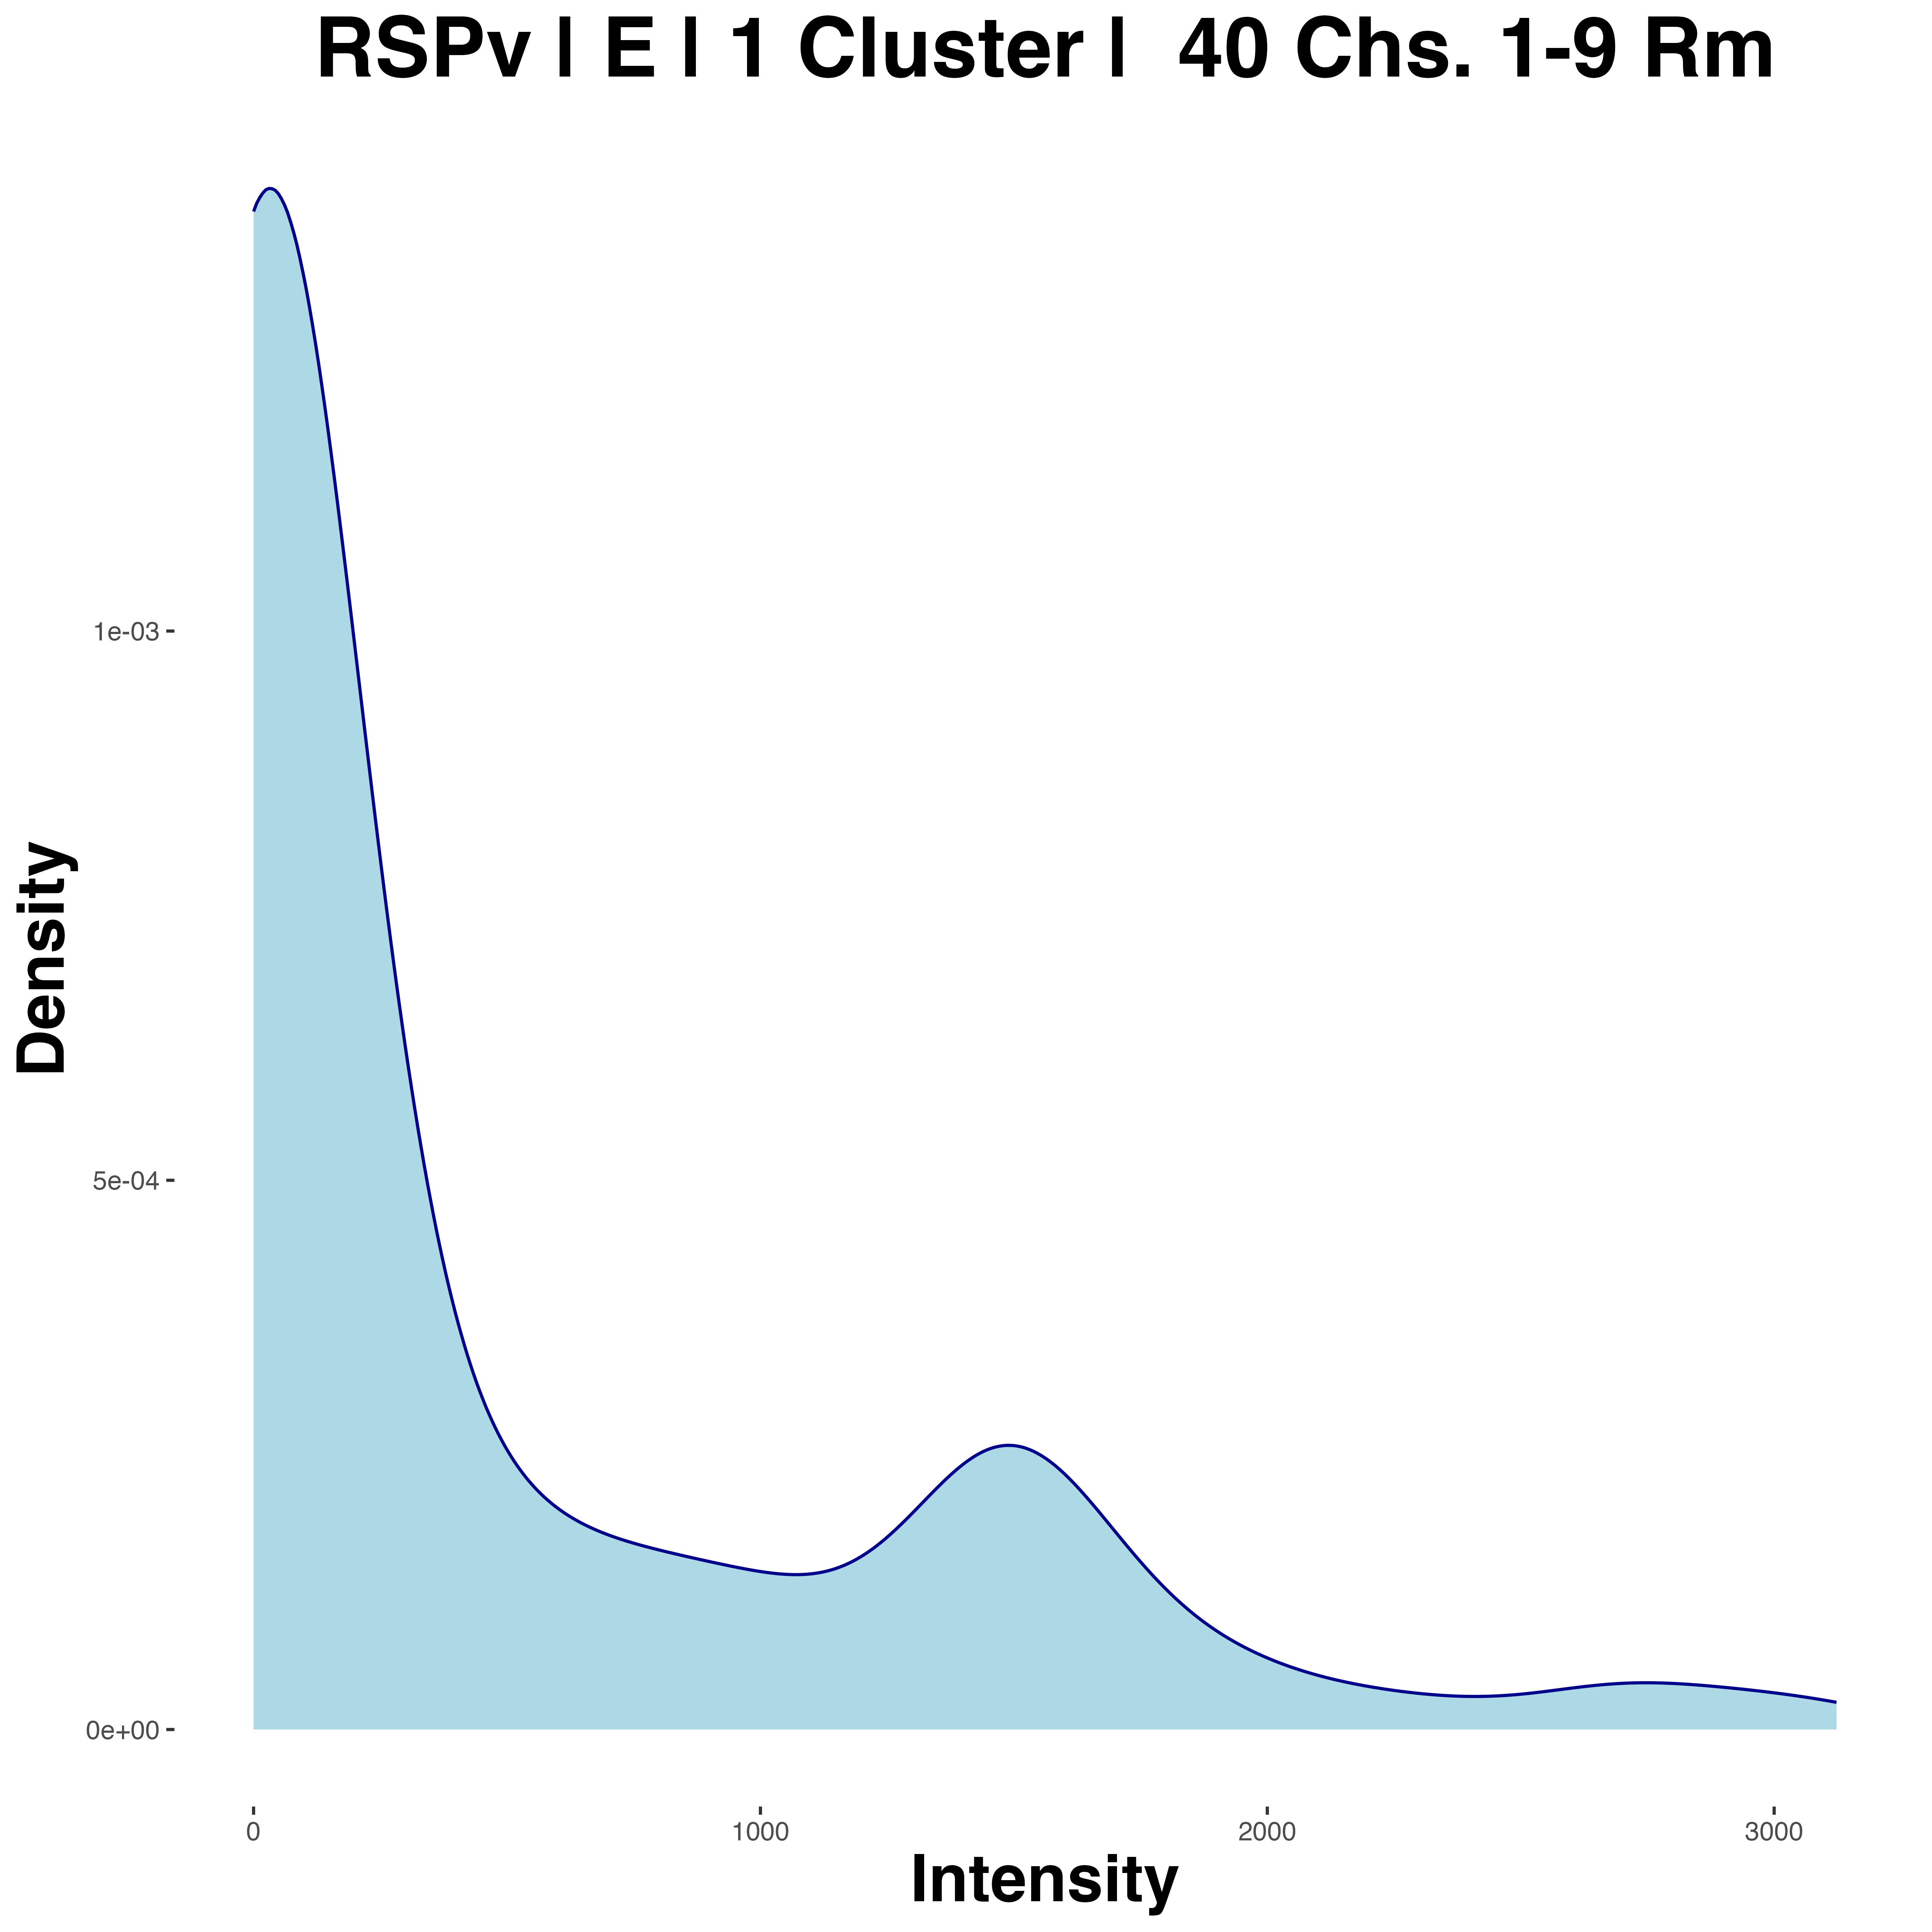 RSPv | E | 1 Cluster |  40 Chs. 1-9 Rm
Density
1e-03
5e-04
0e+00
0 1000 2000 3000
Intensity